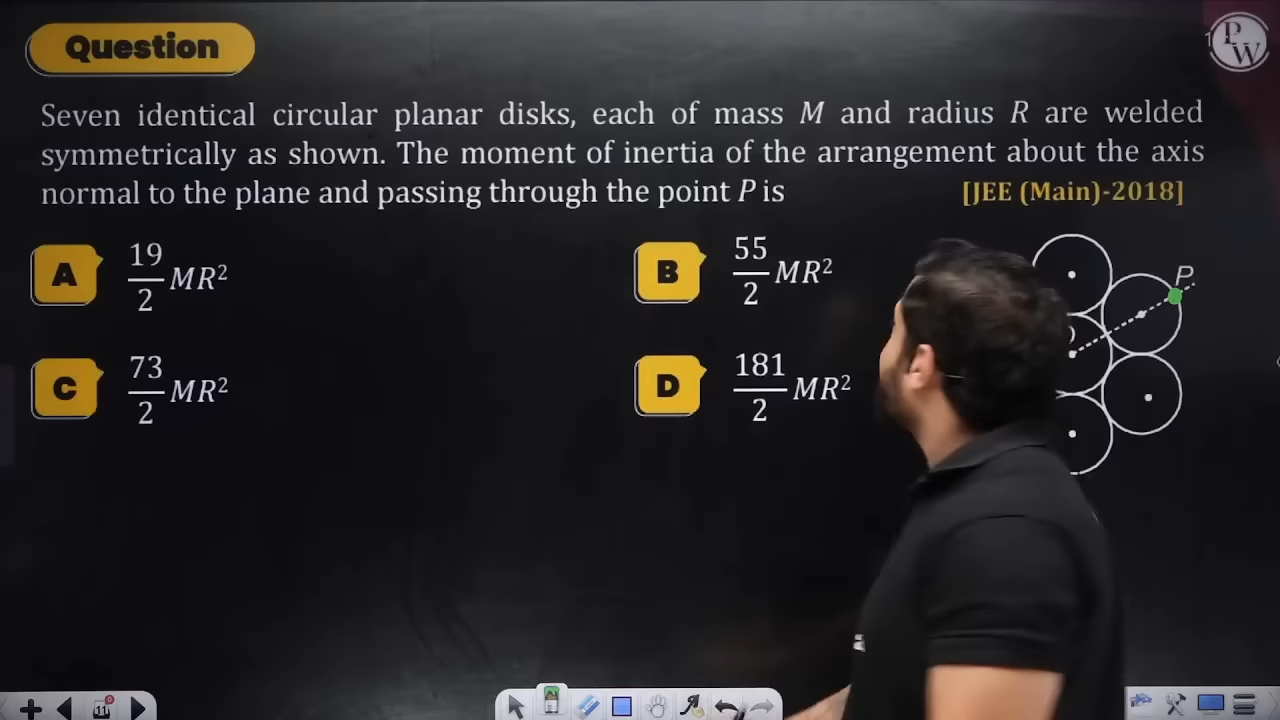 Question
PW
Seven identical circular planar disks, each of mass M and radius R are welded
symmetrically as shown. The moment of inertia of the arrangement about the axis
normal to the plane and passing through the point P is
[JEE (Main)-2018]
A 19/2 MR²
B 55/2 MR²
C 73/2 MR²
D 181/2 MR²
P
11